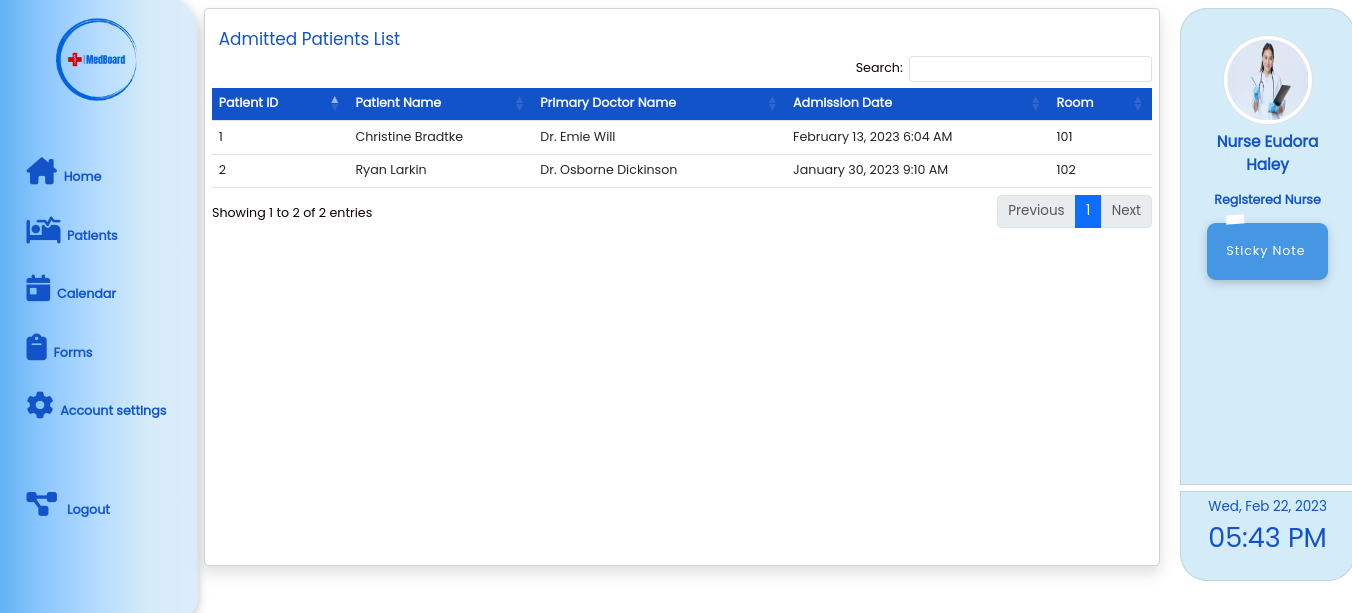 MedBoard
Home
Patients
Calendar
Forms
Account settings
Logout
Admitted Patients List
Search:
Patient ID Patient Name Primary Doctor Name Admission Date Room
1 Christine Bradtke Dr. Emie Will February 13, 2023 6:04 AM 101
2 Ryan Larkin Dr. Osborne Dickinson January 30, 2023 9:10 AM 102
Showing 1 to 2 of 2 entries
Previous 1 Next
Nurse Eudora
Haley
Registered Nurse
Sticky Note
Wed, Feb 22, 2023
05:43 PM